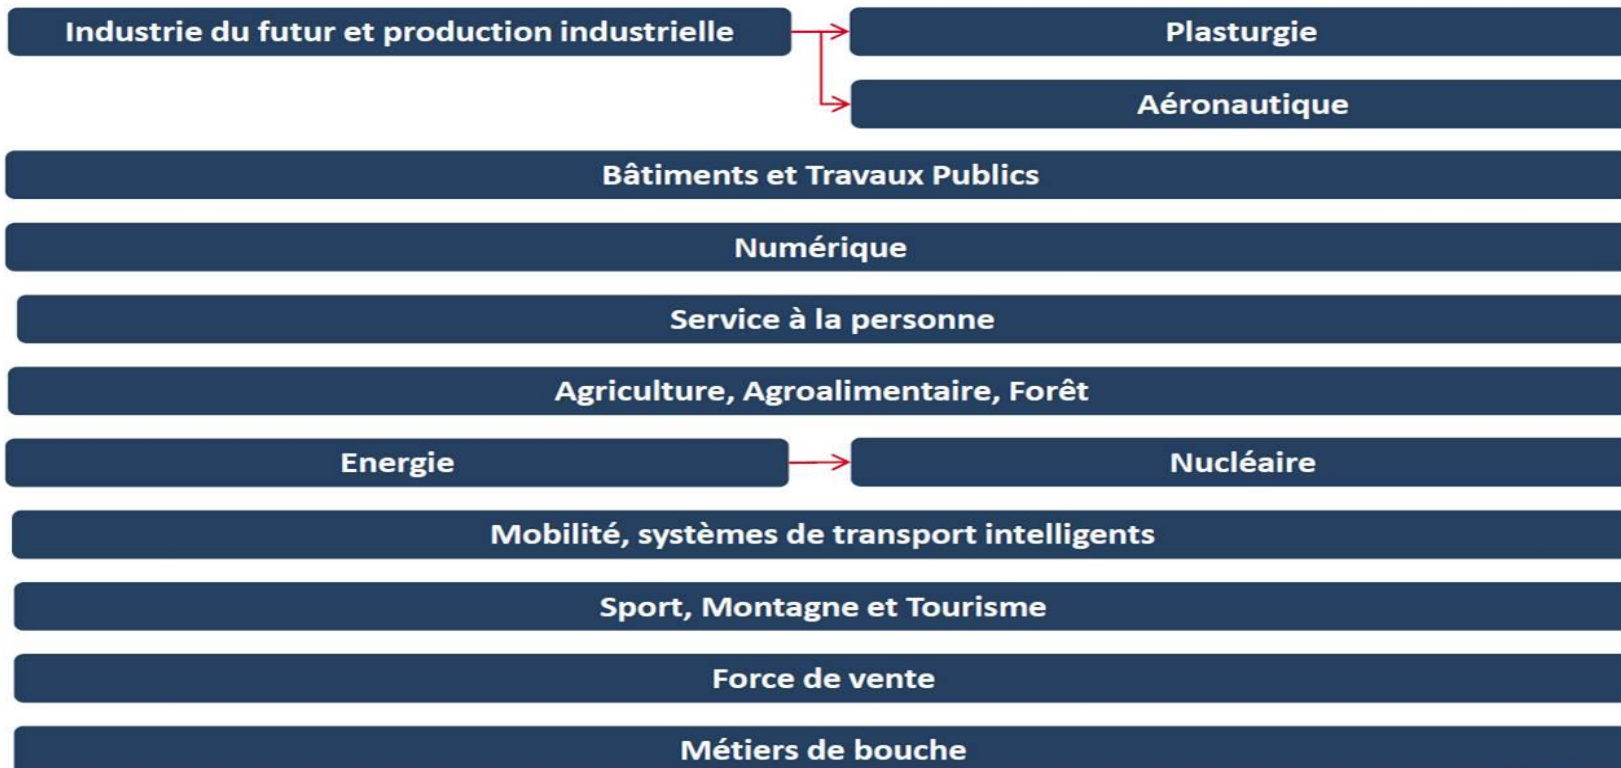 Industrie du futur et production industrielle
Plasturgie
Aéronautique
Bâtiments et Travaux Publics
Numérique
Service à la personne
Agriculture, Agroalimentaire, Forêt
Energie
Nucléaire
Mobilité, systèmes de transport intelligents
Sport, Montagne et Tourisme
Force de vente
Métiers de bouche